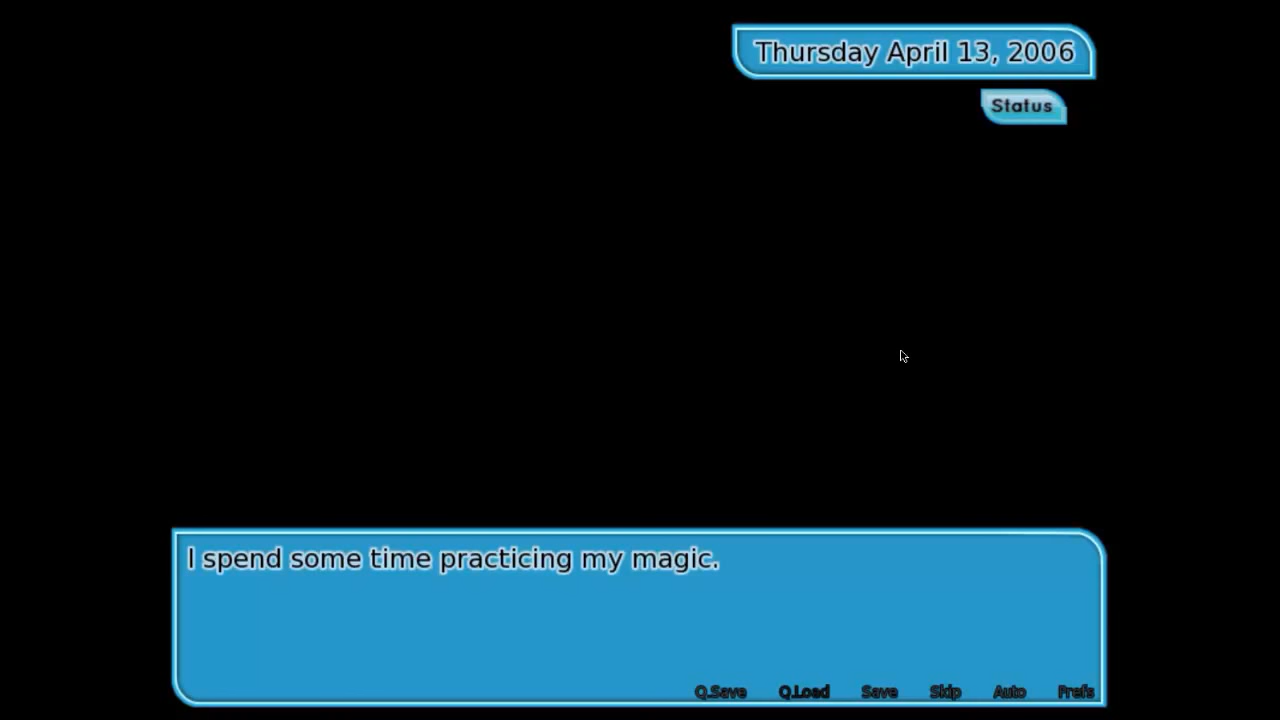 Thursday April 13, 2006
Status
I spend some time practicing my magic.
Q.Save Q.Load Save Skip Auto Prefs